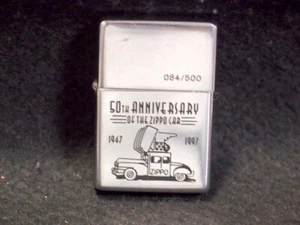 084/500
50TH ANNIVERSARY
OF THE ZIPPO CAR
1947 1997
ZIPPO